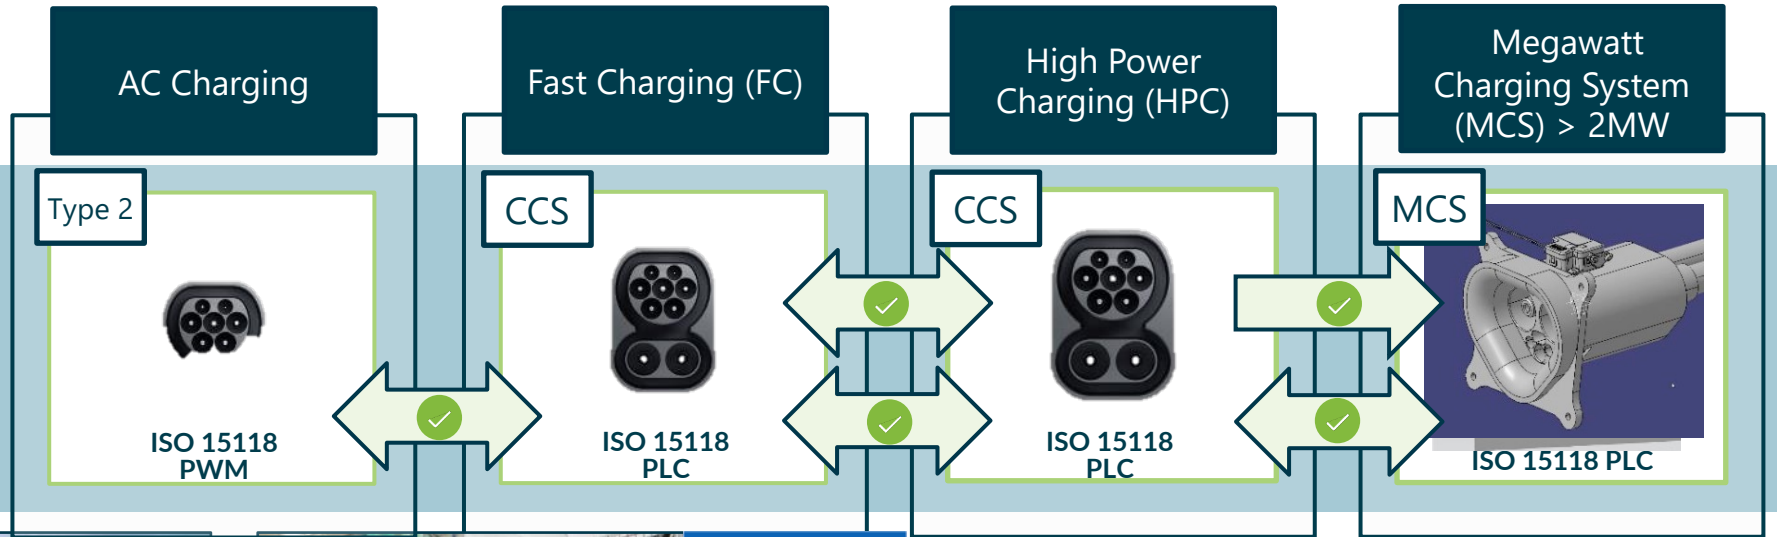 AC Charging
Fast Charging (FC)
High Power
Charging (HPC)
Megawatt
Charging System
(MCS) > 2MW
Type 2
CCS
CCS
MCS
ISO 15118
PWM
ISO 15118
PLC
ISO 15118
PLC
ISO 15118 PLC